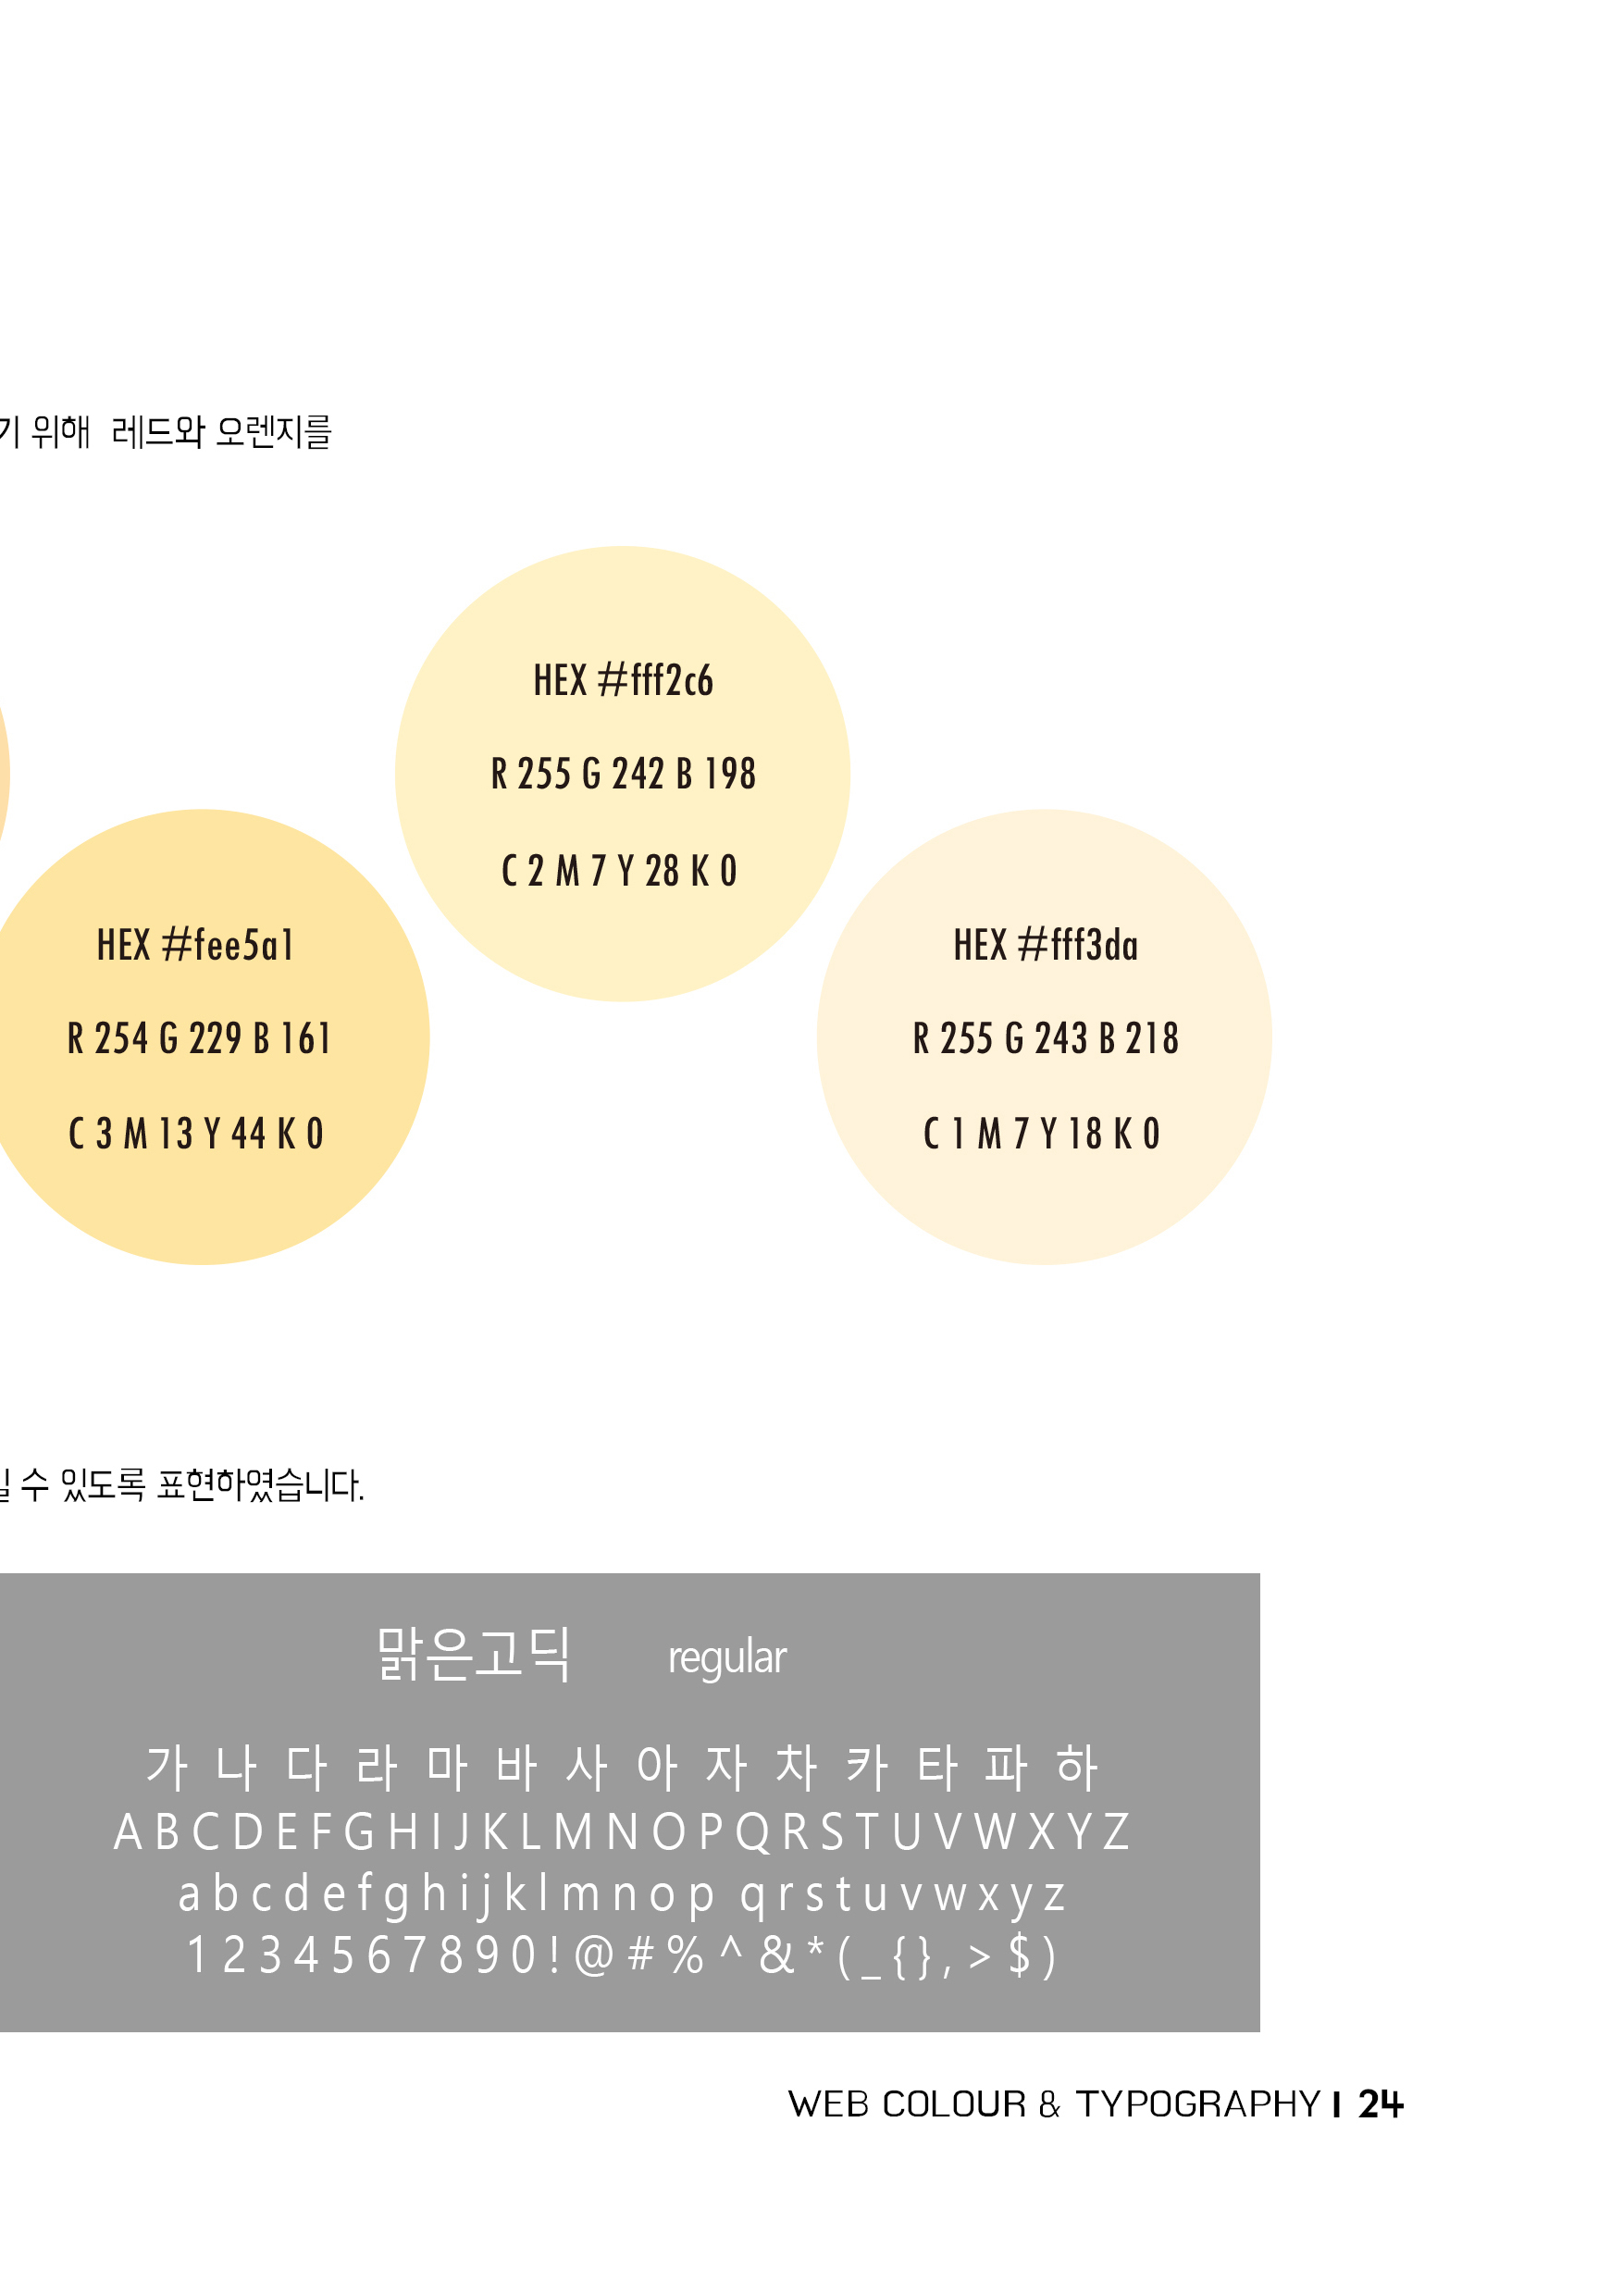 기 위해 레드와 오렌지를
HEX #fff2c6
R 255 G 242 B 198
C 2 M 7 Y 28 K 0
HEX #fee5a1
R 254 G 229 B 161
C 3 M 13 Y 44 K 0
HEX #fff3da
R 255 G 243 B 218
C 1 M 7 Y 18 K 0
수 있도록 표현하였습니다.
맑은고딕 regular
가 나 다 라 마 바 사 아 자 차 카 타 파 하
A B C D E F G H I J K L M N O P Q R S T U V W X Y Z
a b c d e f g h i j k l m n o p q r s t u v w x y z
1 2 3 4 5 6 7 8 9 0 ! @ # % ^ & * ( _ { } , > $ )
WEB COLOUR & TYPOGRAPHY | 24